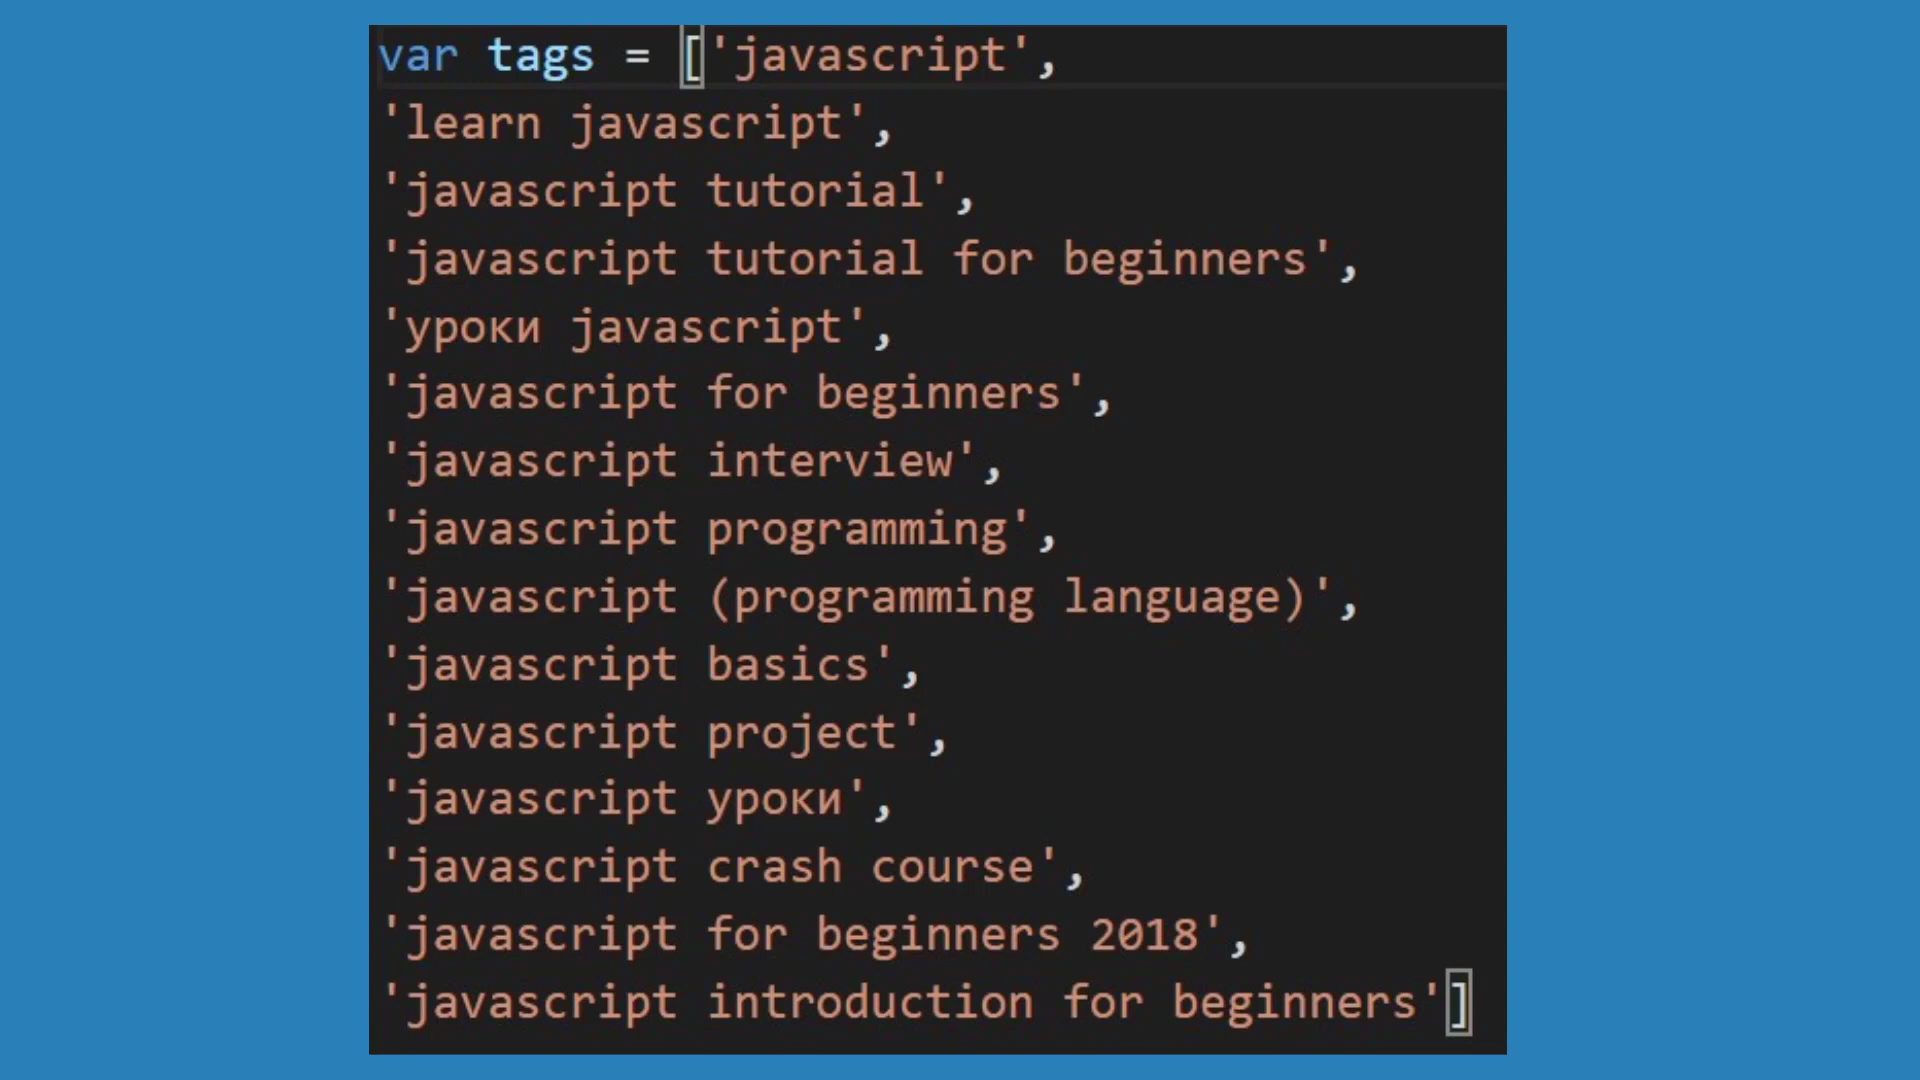 var tags = ['javascript',
'learn javascript',
'javascript tutorial',
'javascript tutorial for beginners',
'уроки javascript',
'javascript for beginners',
'javascript interview',
'javascript programming',
'javascript (programming language)',
'javascript basics',
'javascript project',
'javascript уроки',
'javascript crash course',
'javascript for beginners 2018',
'javascript introduction for beginners']